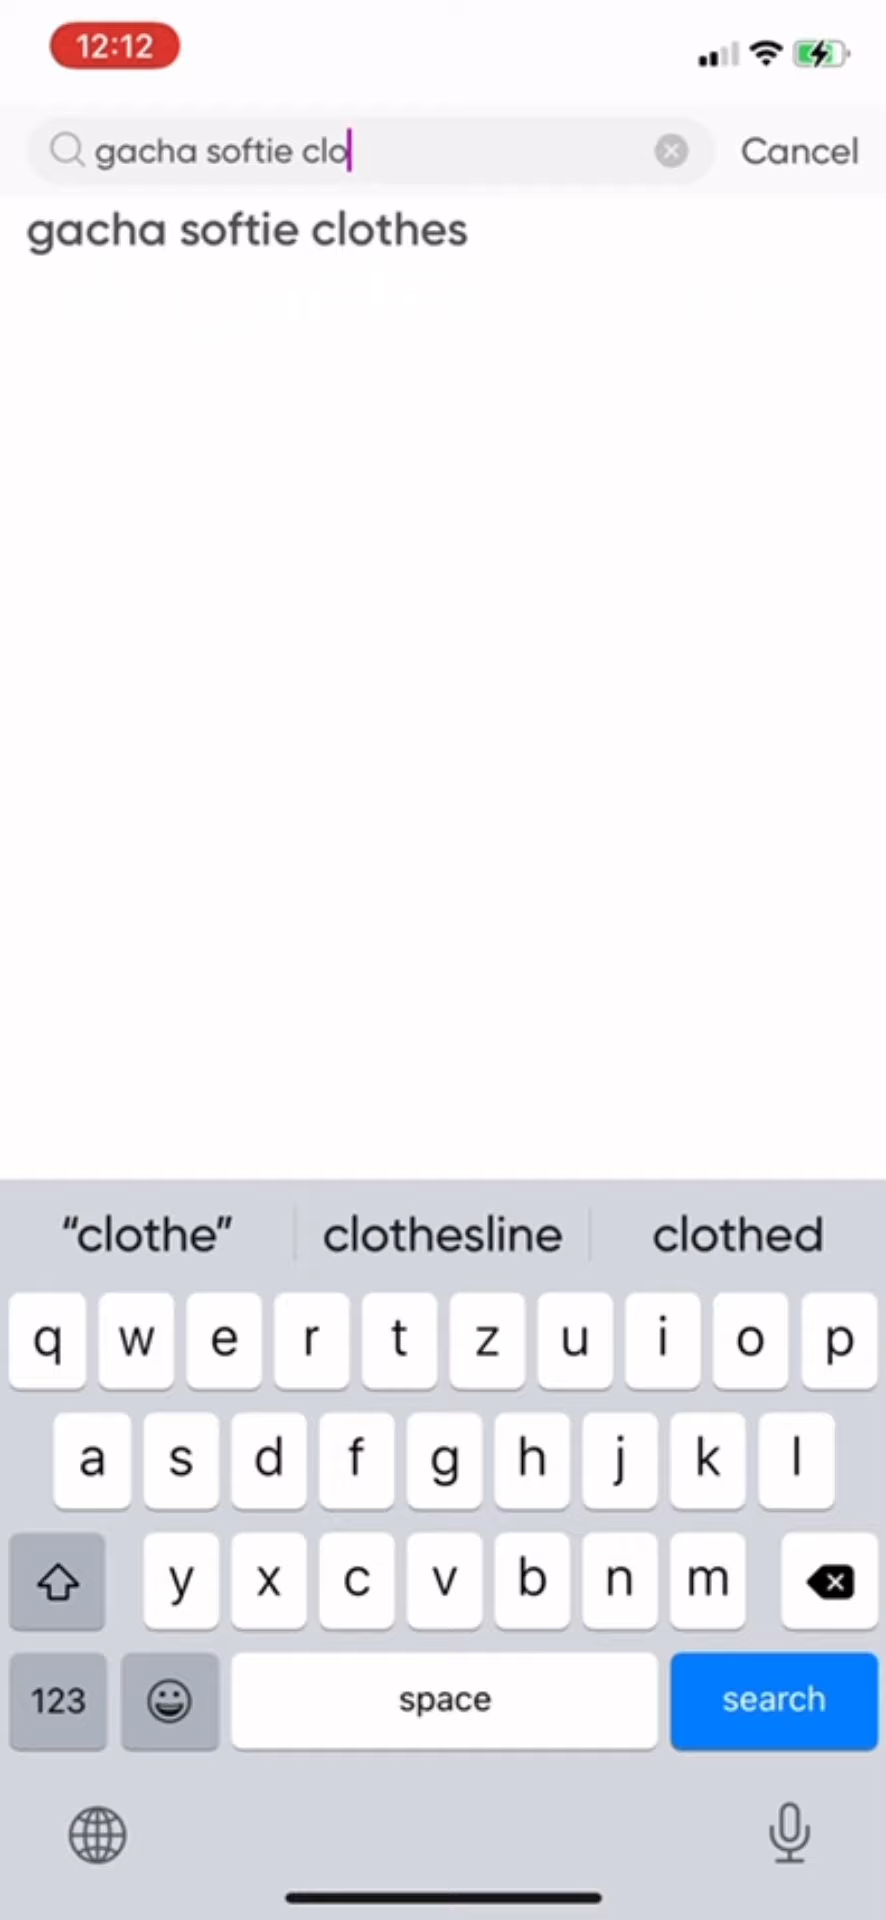 12:12
gacha softie clo
Cancel
gacha softie clothes
“clothe”
clothesline
clothed
q w e r t z u i o p
a s d f g h j k l
y x c v b n m
123
space
search